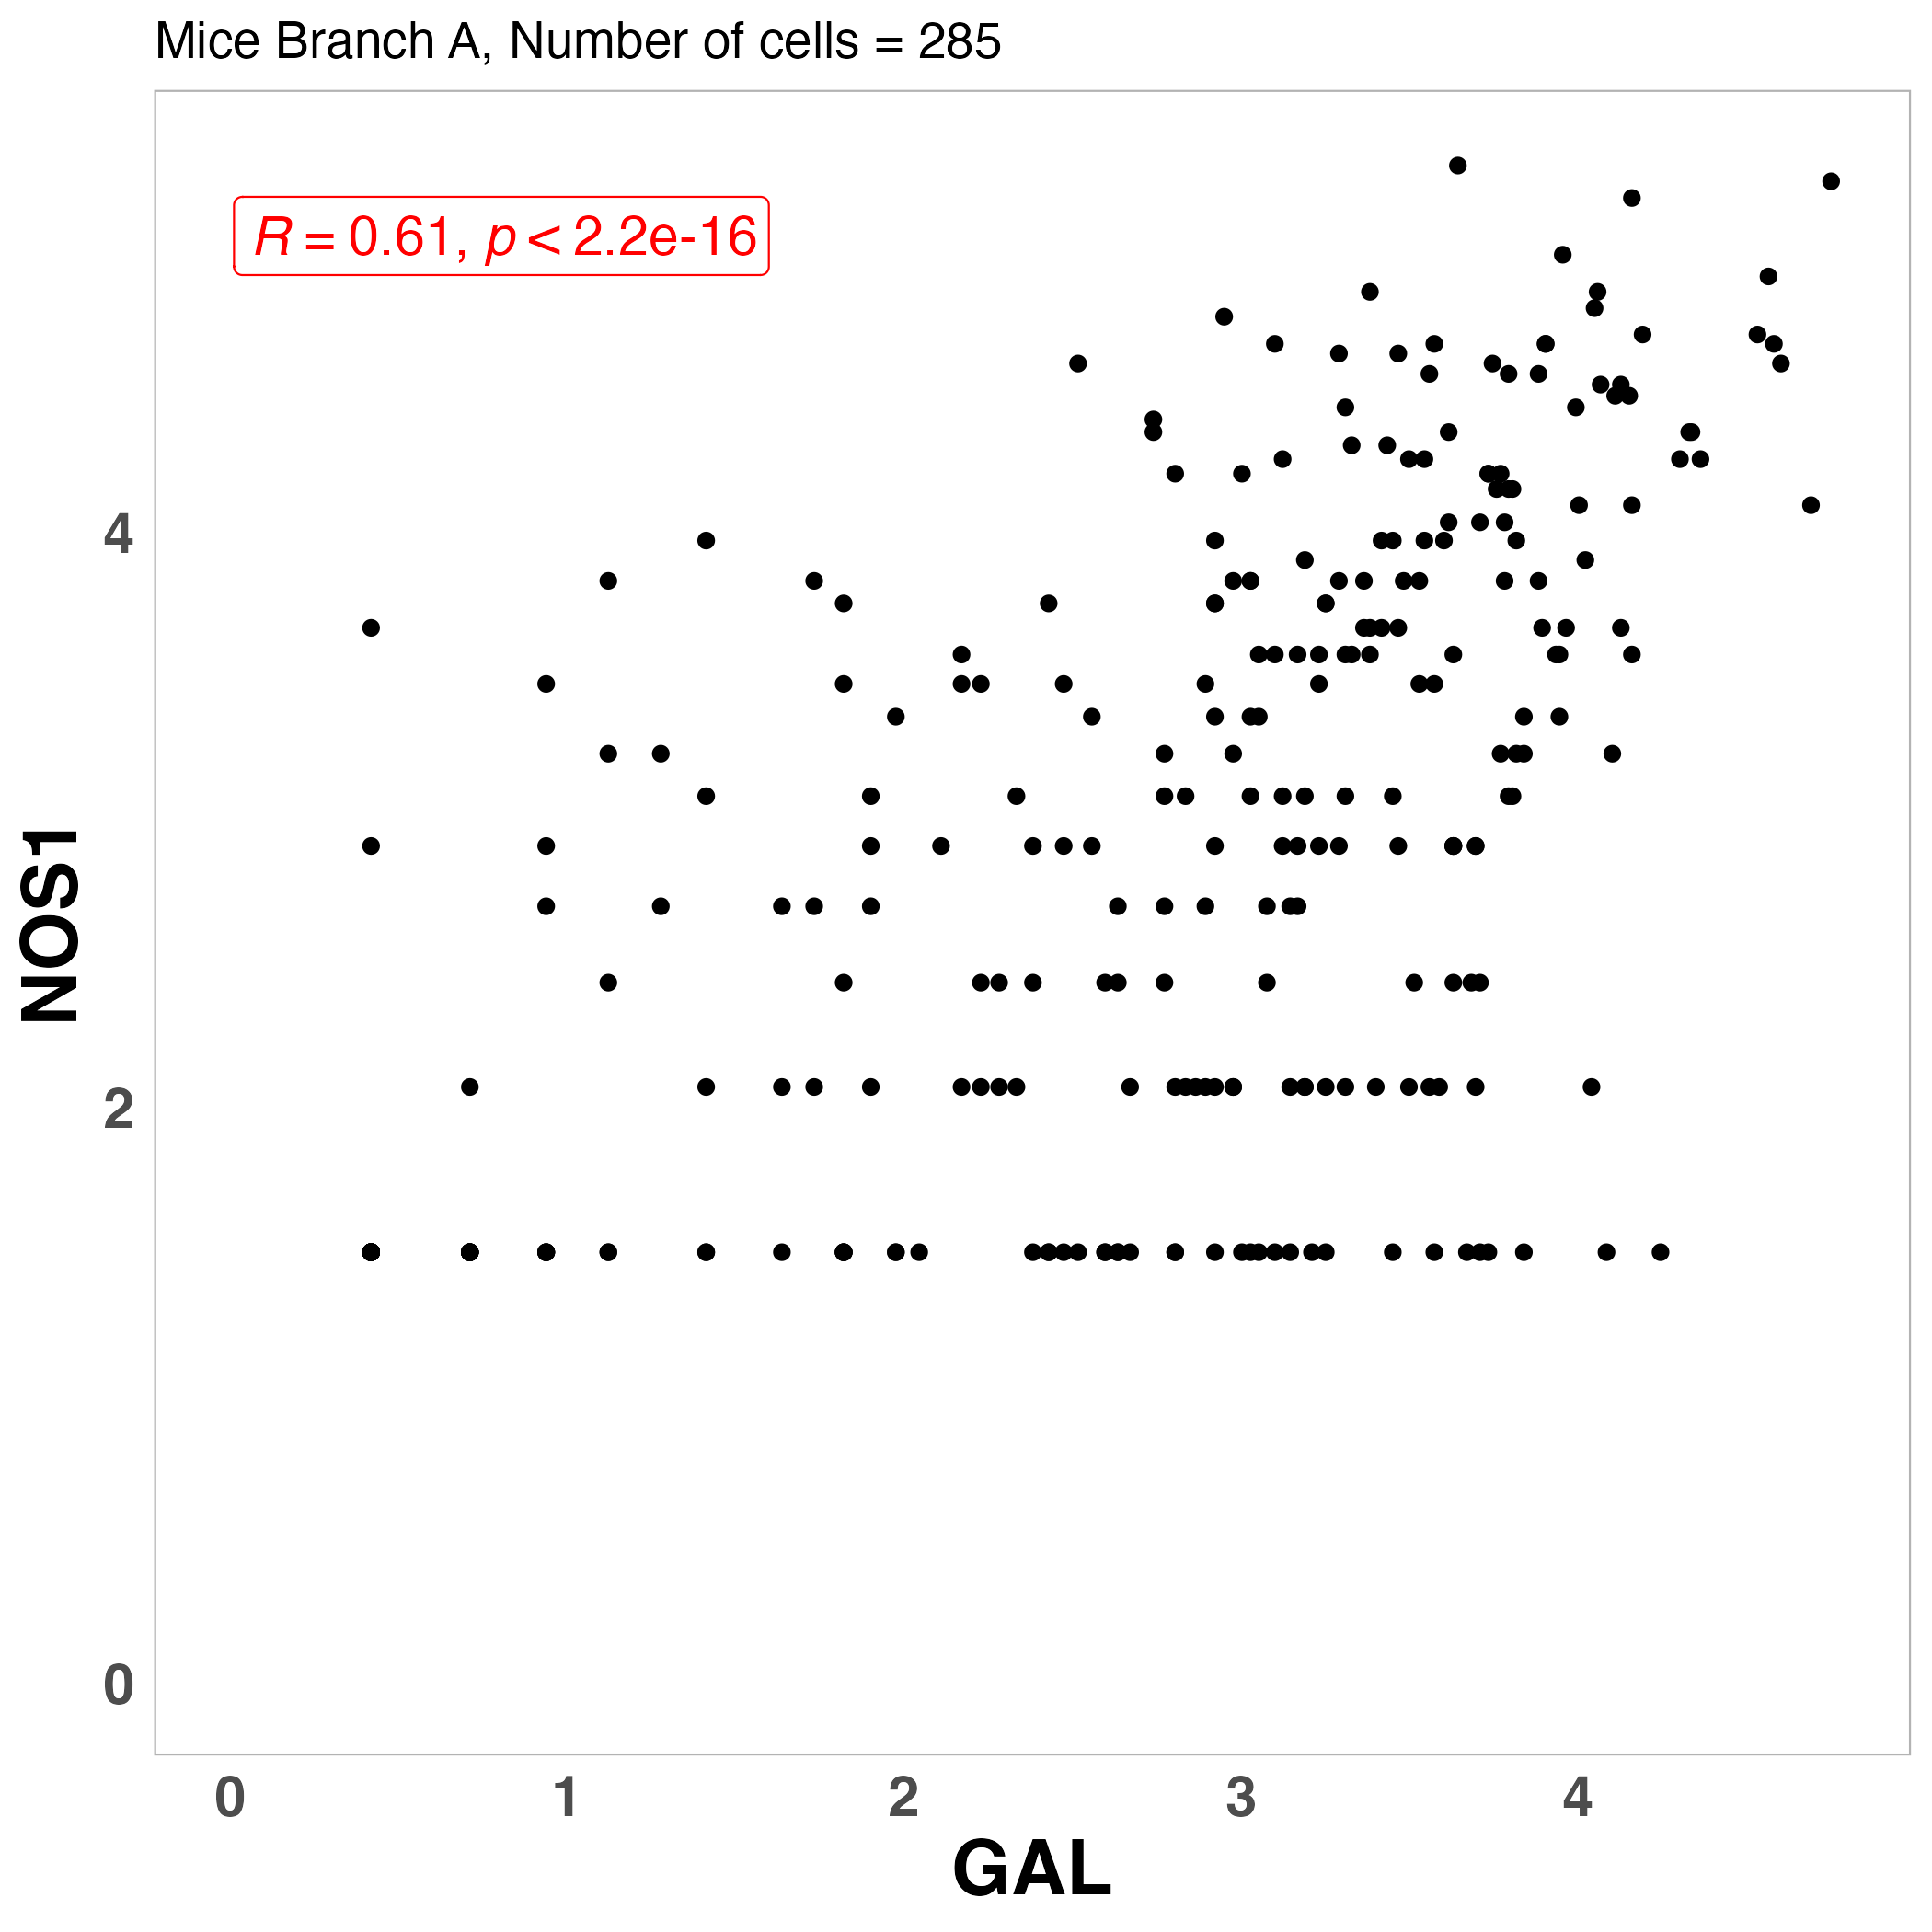 Mice Branch A, Number of cells = 285
R = 0.61, p < 2.2e-16
4
2
0
NOS1
0 1 2 3 4
GAL